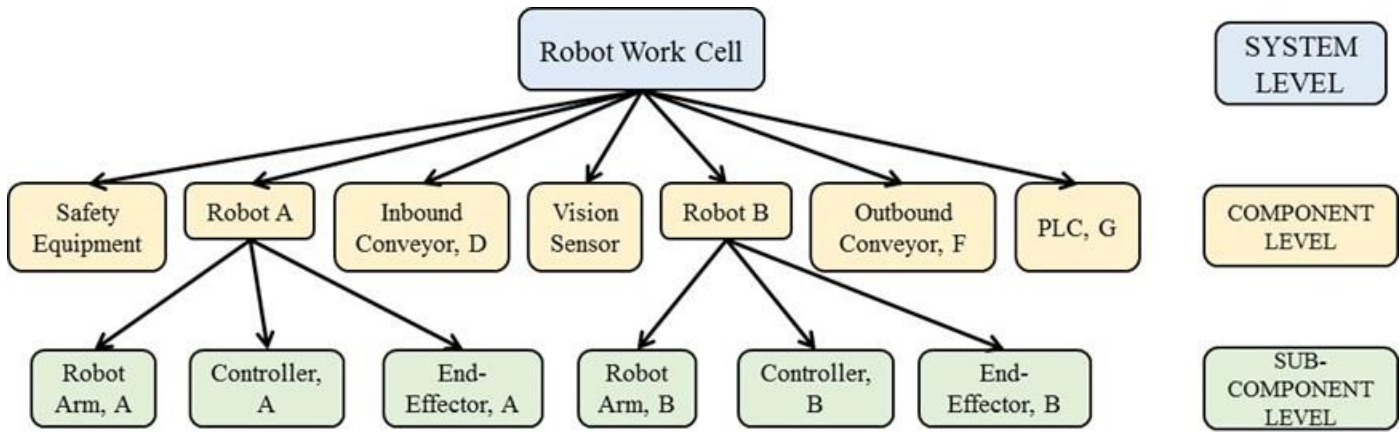 Robot Work Cell
SYSTEM
LEVEL
Safety
Equipment
Robot A
Inbound
Conveyor, D
Vision
Sensor
Robot B
Outbound
Conveyor, F
PLC, G
COMPONENT
LEVEL
Robot
Arm, A
Controller,
A
End-
Effector, A
Robot
Arm, B
Controller,
B
End-
Effector, B
SUB-
COMPONENT
LEVEL